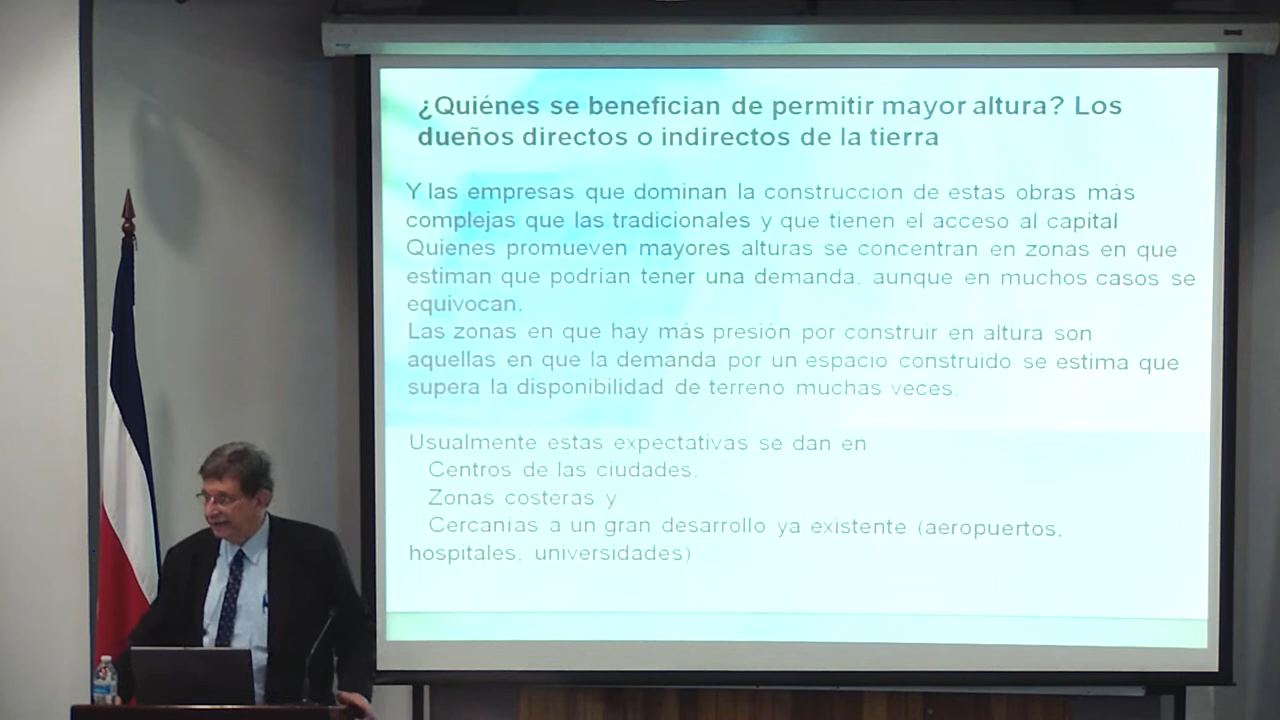 ¿Quiénes se benefician de permitir mayor altura? Los
dueños directos o indirectos de la tierra
Y las empresas que dominan la construcción de estas obras más
complejas que las tradicionales y que tienen el acceso al capital
Quienes promueven mayores alturas se concentran en zonas en que
estiman que podrían tener una demanda, aunque en muchos casos se
equivocan.
Las zonas en que hay más presión por construir en altura son
aquellas en que la demanda por un espacio construido se estima que
supera la disponibilidad de terreno muchas veces.
Usualmente estas expectativas se dan en
Centros de las ciudades,
Zonas costeras y
Cercanías a un gran desarrollo ya existente (aeropuertos,
hospitales, universidades)